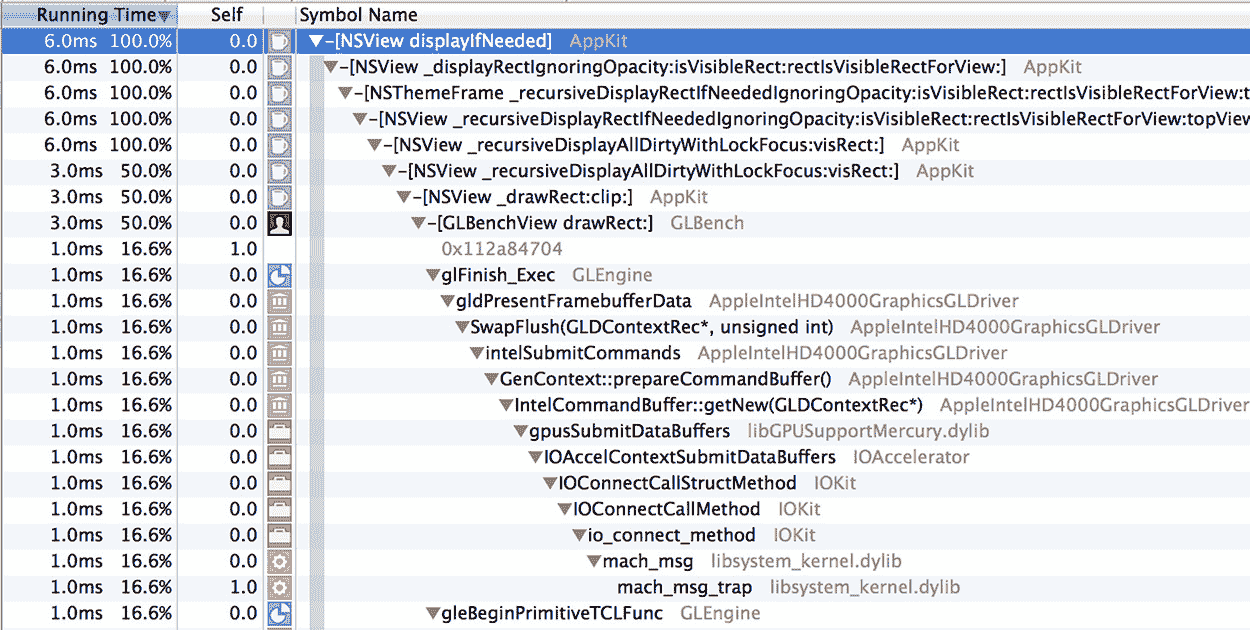 Running Time Self Symbol Name
6.0ms 100.0% 0.0 -[NSView displayIfNeeded] AppKit
6.0ms 100.0% 0.0 -[NSView _displayRectIgnoringOpacity:isVisibleRect:rectIsVisibleRectForView:] AppKit
6.0ms 100.0% 0.0 -[NSThemeFrame _recursiveDisplayRectIfNeededIgnoringOpacity:isVisibleRect:rectIsVisibleRectForView:t
6.0ms 100.0% 0.0 -[NSView _recursiveDisplayRectIfNeededIgnoringOpacity:isVisibleRect:rectIsVisibleRectForView:topView
6.0ms 100.0% 0.0 -[NSView _recursiveDisplayAllDirtyWithLockFocus:visRect:] AppKit
3.0ms 50.0% 0.0 -[NSView _recursiveDisplayAllDirtyWithLockFocus:visRect:] AppKit
3.0ms 50.0% 0.0 -[NSView _drawRect:clip:] AppKit
3.0ms 50.0% 0.0 -[GLBenchView drawRect:] GLBench
1.0ms 16.6% 1.0 0x112a84704
1.0ms 16.6% 0.0 glFinish_Exec GLEngine
1.0ms 16.6% 0.0 gldPresentFramebufferData AppleIntelHD4000GraphicsGLDriver
1.0ms 16.6% 0.0 SwapFlush(GLDContextRec*, unsigned int) AppleIntelHD4000GraphicsGLDriver
1.0ms 16.6% 0.0 intelSubmitCommands AppleIntelHD4000GraphicsGLDriver
1.0ms 16.6% 0.0 GenContext::prepareCommandBuffer() AppleIntelHD4000GraphicsGLDriver
1.0ms 16.6% 0.0 IntelCommandBuffer::getNew(GLDContextRec*) AppleIntelHD4000GraphicsGLDriver
1.0ms 16.6% 0.0 gpusSubmitDataBuffers libGPUSupportMercury.dylib
1.0ms 16.6% 0.0 IOAccelContextSubmitDataBuffers IOAccelerator
1.0ms 16.6% 0.0 IOConnectCallStructMethod IOKit
1.0ms 16.6% 0.0 IOConnectCallMethod IOKit
1.0ms 16.6% 0.0 io_connect_method IOKit
1.0ms 16.6% 0.0 mach_msg libsystem_kernel.dylib
1.0ms 16.6% 1.0 mach_msg_trap libsystem_kernel.dylib
1.0ms 16.6% 0.0 gleBeginPrimitiveTCLFunc GLEngine